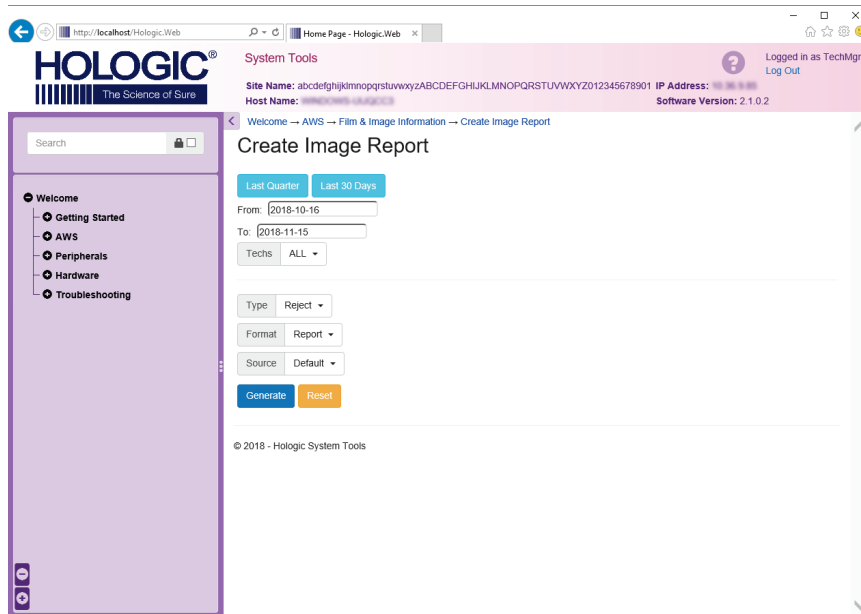 http://localhost/Hologic.Web
Home Page - Hologic.Web
HOLOGIC®
The Science of Sure
System Tools
Logged in as TechMgr
Log Out
Site Name: abcdefghijklmnopqrstuvwxyzABCDEFGHIJKLMNOPQRSTUVWXYZ012345678901 IP Address:
Host Name:
Software Version: 2.1.0.2
Search
Welcome → AWS → Film & Image Information → Create Image Report
Create Image Report
Last Quarter Last 30 Days
From: 2018-10-16
To: 2018-11-15
Techs ALL
Type Reject
Format Report
Source Default
Generate Reset
© 2018 - Hologic System Tools
Welcome
Getting Started
AWS
Peripherals
Hardware
Troubleshooting